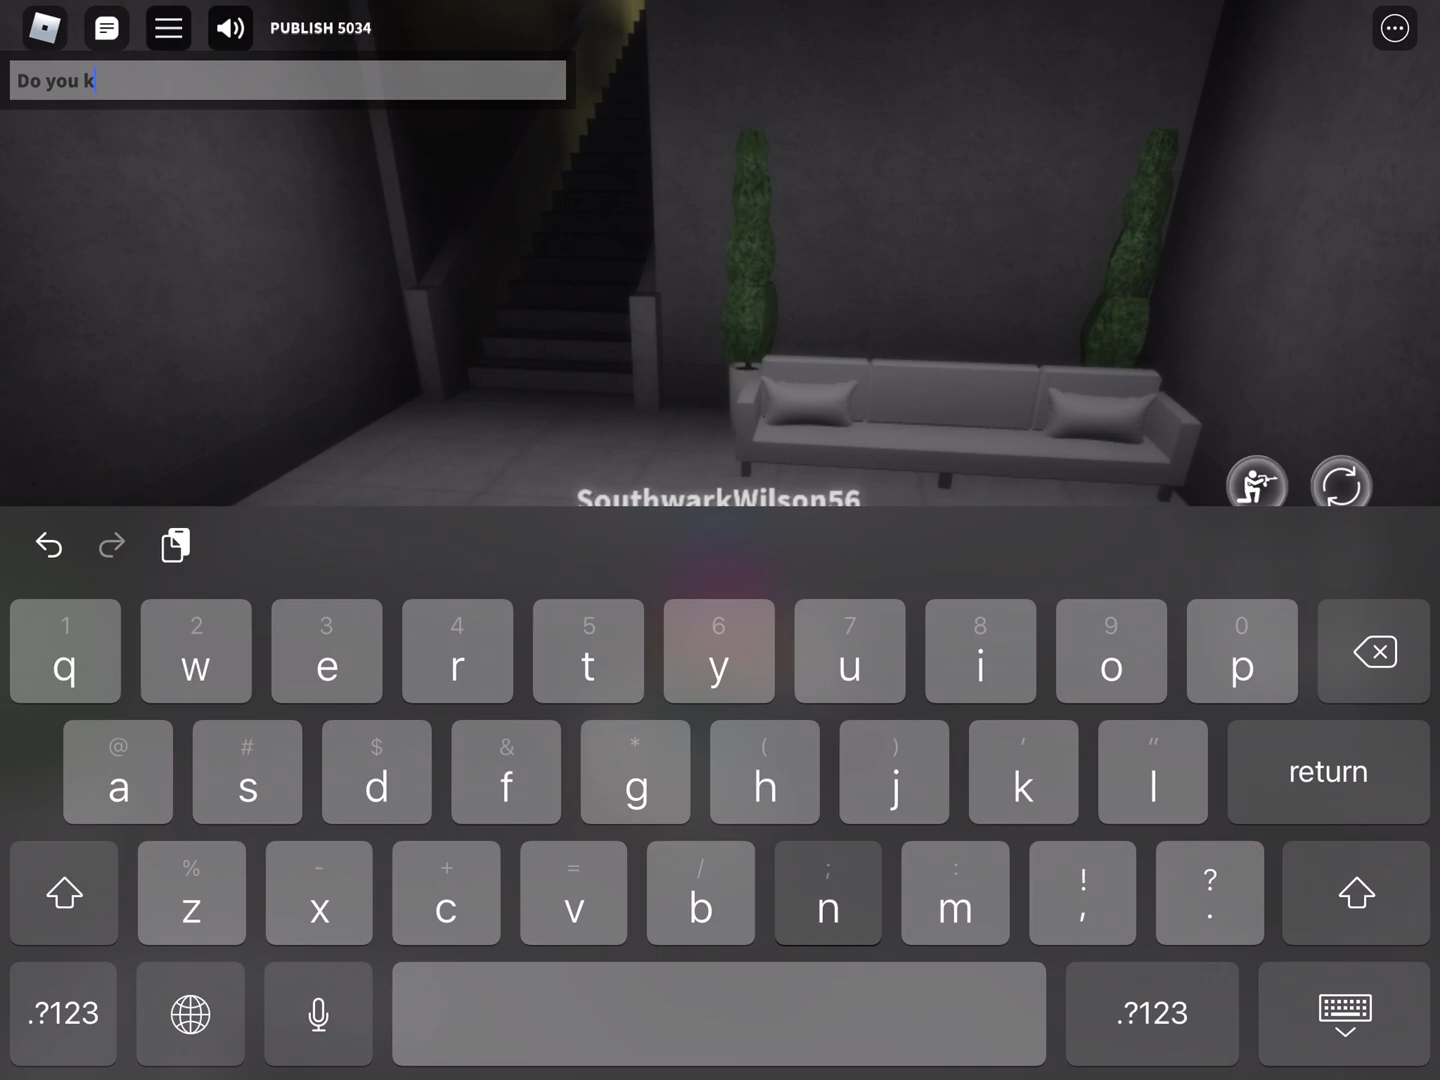 PUBLISH 5034
Do you k
SouthwarkWilson56
1 2 3 4 5 6 7 8 9 0
q w e r t y u i o p
@ # $ & * ( ) ' "
a s d f g h j k l return
% - + = / ; : ! ?
z x c v b n m , .
.?123 .?123